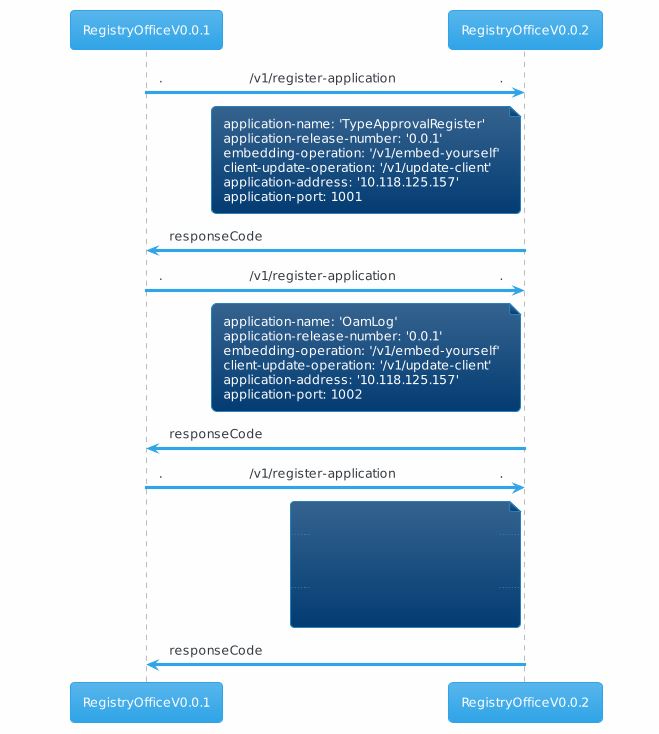 RegistryOfficeV0.0.1 RegistryOfficeV0.0.2
. /v1/register-application .
application-name: 'TypeApprovalRegister'
application-release-number: '0.0.1'
embedding-operation: '/v1/embed-yourself'
client-update-operation: '/v1/update-client'
application-address: '10.118.125.157'
application-port: 1001
responseCode
. /v1/register-application .
application-name: 'OamLog'
application-release-number: '0.0.1'
embedding-operation: '/v1/embed-yourself'
client-update-operation: '/v1/update-client'
application-address: '10.118.125.157'
application-port: 1002
responseCode
. /v1/register-application .
responseCode
RegistryOfficeV0.0.1 RegistryOfficeV0.0.2